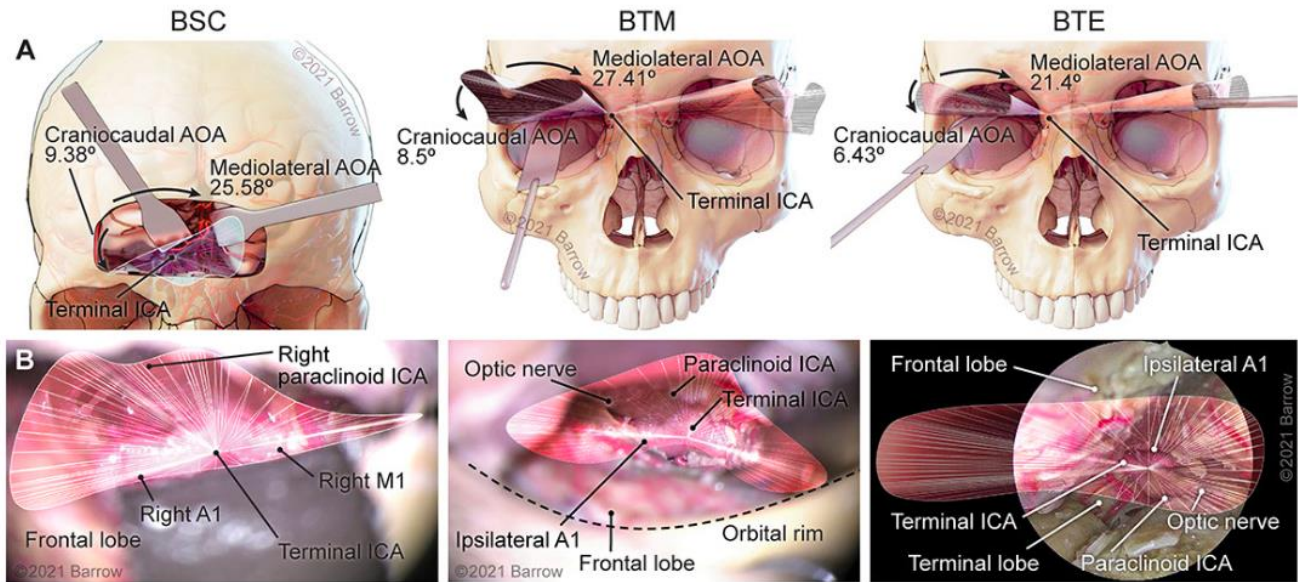 BSC
BTM
BTE
A
©2021 Barrow
Craniocaudal AOA
9.38º
Mediolateral AOA
25.58º
Terminal ICA
Mediolateral AOA
27.41º
Craniocaudal AOA
8.5º
Terminal ICA
©2021 Barrow
Mediolateral AOA
21.4º
Craniocaudal AOA
6.43º
Terminal ICA
©2021 Barrow
B
Right
paraclinoid ICA
Right M1
Right A1
Frontal lobe
Terminal ICA
©2021 Barrow
Optic nerve
Paraclinoid ICA
Terminal ICA
Ipsilateral A1
Frontal lobe
Orbital rim
©2021 Barrow
Frontal lobe
Ipsilateral A1
Terminal ICA
Optic nerve
Terminal lobe
Paraclinoid ICA
©2021 Barrow